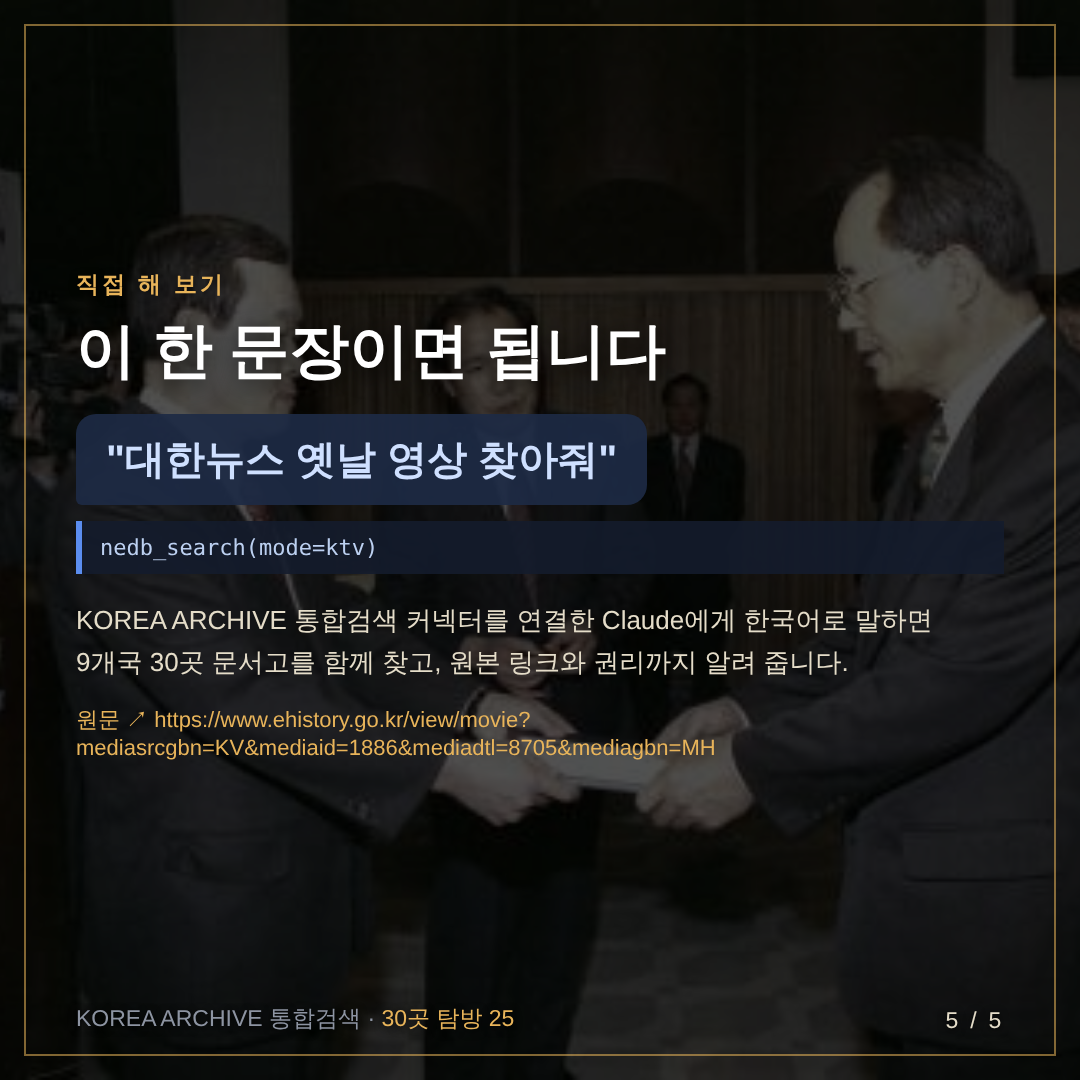 직접 해 보기
이 한 문장이면 됩니다
"대한뉴스 옛날 영상 찾아줘"
nedb_search(mode=ktv)
KOREA ARCHIVE 통합검색 커넥터를 연결한 Claude에게 한국어로 말하면
9개국 30곳 문서고를 함께 찾고, 원본 링크와 권리까지 알려 줍니다.
원문 ↗ https://www.ehistory.go.kr/view/movie?
mediasrcgbn=KV&mediaid=1886&mediadtl=8705&mediagbn=MH
KOREA ARCHIVE 통합검색 · 30곳 탐방 25
5 / 5